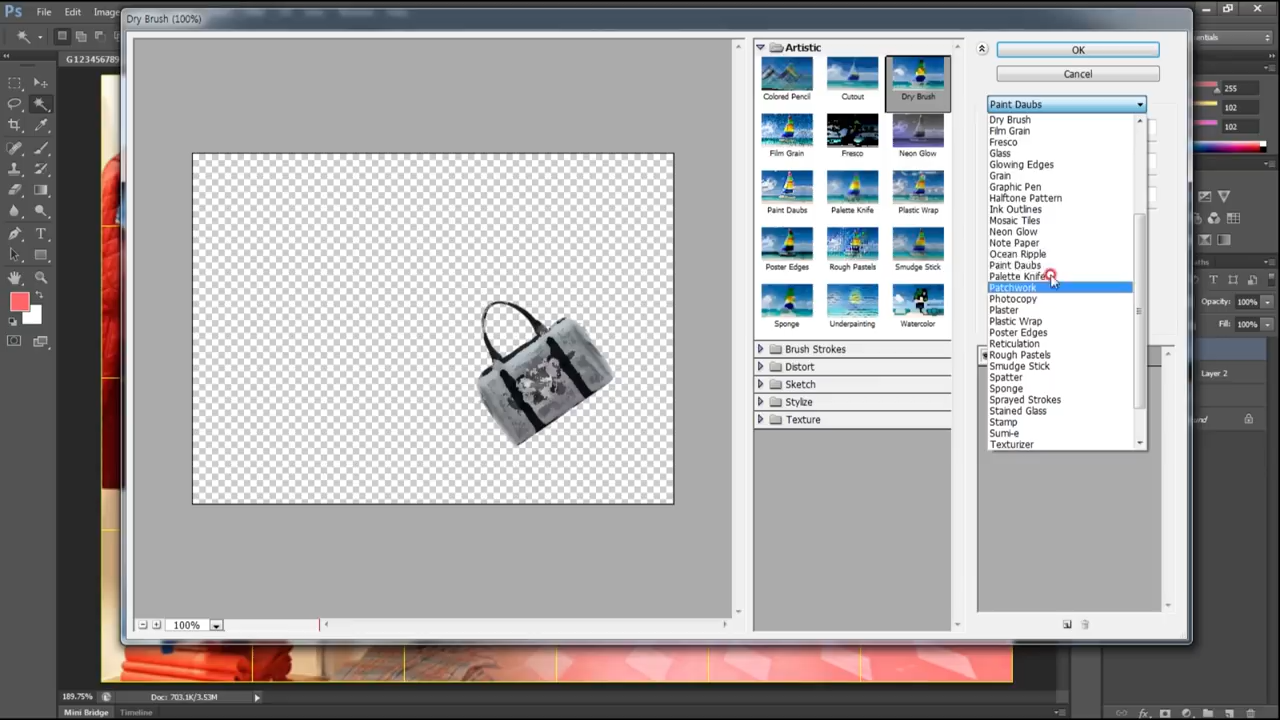 Ps File Edit Image
Dry Brush (100%)
entials
G123456789
Artistic
Colored Pencil Cutout Dry Brush
Film Grain Fresco Neon Glow
Paint Daubs Palette Knife Plastic Wrap
Poster Edges Rough Pastels Smudge Stick
Sponge Underpainting Watercolor
Brush Strokes
Distort
Sketch
Stylize
Texture
OK
Cancel
Paint Daubs
Dry Brush
Film Grain
Fresco
Glass
Glowing Edges
Grain
Graphic Pen
Halftone Pattern
Ink Outlines
Mosaic Tiles
Neon Glow
Note Paper
Ocean Ripple
Paint Daubs
Palette Knife
Patchwork
Photocopy
Plaster
Plastic Wrap
Poster Edges
Reticulation
Rough Pastels
Smudge Stick
Spatter
Sponge
Sprayed Strokes
Stained Glass
Stamp
Sumi-e
Texturizer
255
102
102
aths
Opacity: 100%
Fill: 100%
Layer 2
nd
100%
189.75% Doc: 703.1K/3.53M
Mini Bridge Timeline